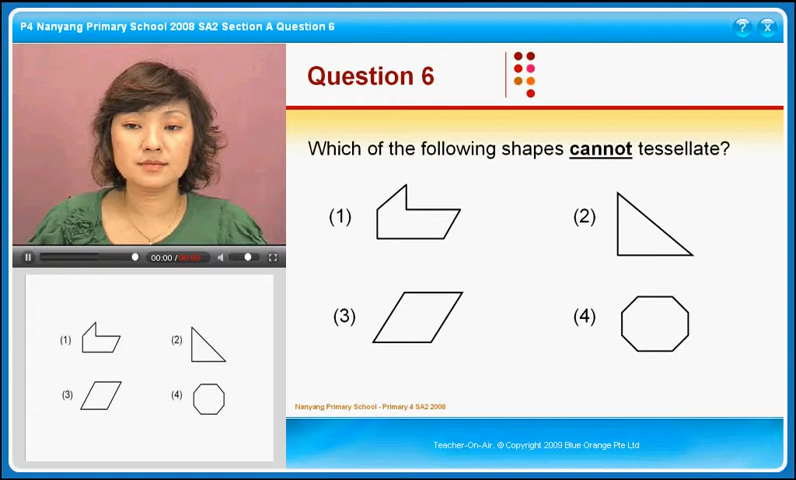 P4 Nanyang Primary School 2008 SA2 Section A Question 6
? X
Question 6
Which of the following shapes cannot tessellate?
(1) (2)
(3) (4)
00:00 / 00:00
(1) (2)
(3) (4)
Nanyang Primary School - Primary 4 SA2 2008
Teacher-On-Air. © Copyright 2009 Blue Orange Pte Ltd